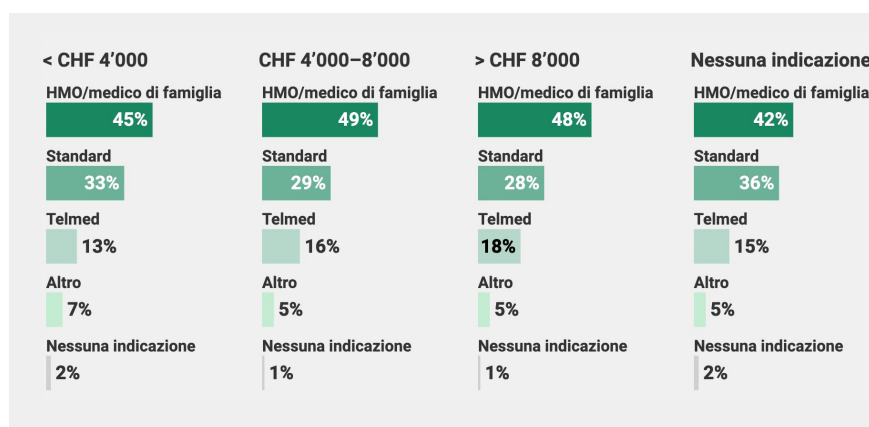 < CHF 4’000
HMO/medico di famiglia
45%
Standard
33%
Telmed
13%
Altro
7%
Nessuna indicazione
2%
CHF 4’000–8’000
HMO/medico di famiglia
49%
Standard
29%
Telmed
16%
Altro
5%
Nessuna indicazione
1%
> CHF 8’000
HMO/medico di famiglia
48%
Standard
28%
Telmed
18%
Altro
5%
Nessuna indicazione
1%
Nessuna indicazione
HMO/medico di famiglia
42%
Standard
36%
Telmed
15%
Altro
5%
Nessuna indicazione
2%